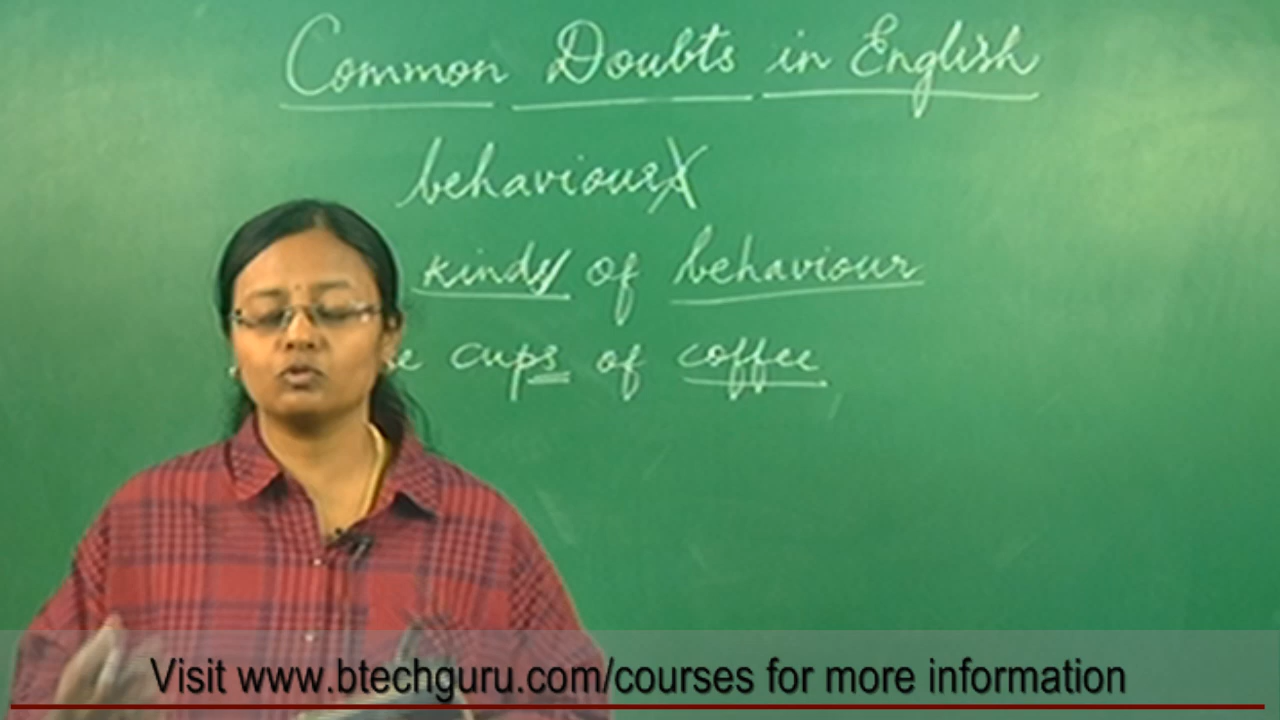 Common Doubts in English
behaviours
kinds of behaviour
cups of coffee
Visit www.btechguru.com/courses for more information